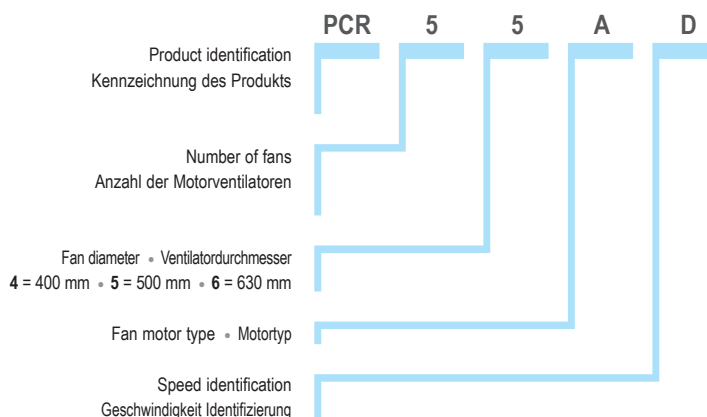 PCR 5 5 A D
Product identification
Kennzeichnung des Produkts
Number of fans
Anzahl der Motorventilatoren
Fan diameter • Ventilatordurchmesser
4 = 400 mm • 5 = 500 mm • 6 = 630 mm
Fan motor type • Motortyp
Speed identification
Geschwindigkeit Identifizierung